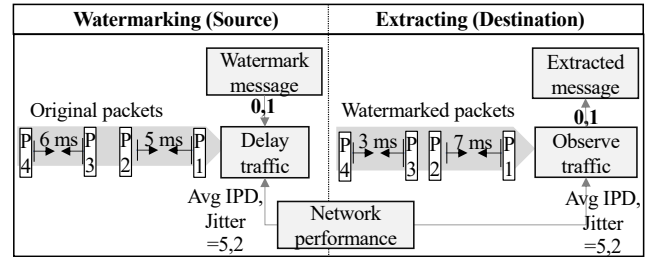 Watermarking (Source)
Extracting (Destination)
Watermark
message
0,1
Original packets
P 4
6 ms
P 3
P 2
5 ms
P 1
Delay
traffic
Avg IPD,
Jitter
=5,2
Network
performance
Extracted
message
0,1
Watermarked packets
P 4
3 ms
P 3
P 2
7 ms
P 1
Observe
traffic
Avg IPD,
Jitter
=5,2